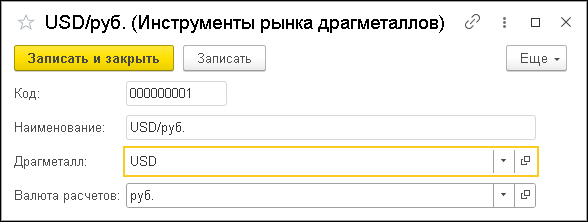 USD/руб. (Инструменты рынка драгметаллов)
Записать и закрыть Записать Еще
Код: 000000001
Наименование: USD/руб.
Драгметалл: USD
Валюта расчетов: руб.